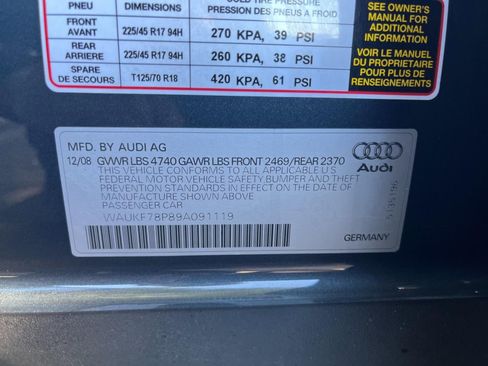 PNEU DIMENSIONS COLD TIRE PRESSURE
PRESSION DES PNEUS A FROID
FRONT
AVANT 225/45 R17 94H 270 KPA, 39 PSI
REAR
ARRIERE 225/45 R17 94H 260 KPA, 38 PSI
SPARE
DE SECOURS T125/70 R18 420 KPA, 61 PSI
SEE OWNER'S
MANUAL FOR
ADDITIONAL
INFORMATION
VOIR LE MANUEL
DU PROPRIETAIRE
POUR PLUS DE
RENSEIGNEMENTS
MFD. BY AUDI AG
12/08 GVWR LBS 4740 GAWR LBS FRONT 2469/REAR 2370
THIS VEHICLE CONFORMS TO ALL APPLICABLE U.S.
FEDERAL MOTOR VEHICLE SAFETY,BUMPER AND THEFT
PREVENTION STANDARDS IN EFFECT ON THE DATE OF
MANUFACTURE SHOWN ABOVE
PASSENGER CAR
WAUKF78P89A091119
Audi
GERMANY